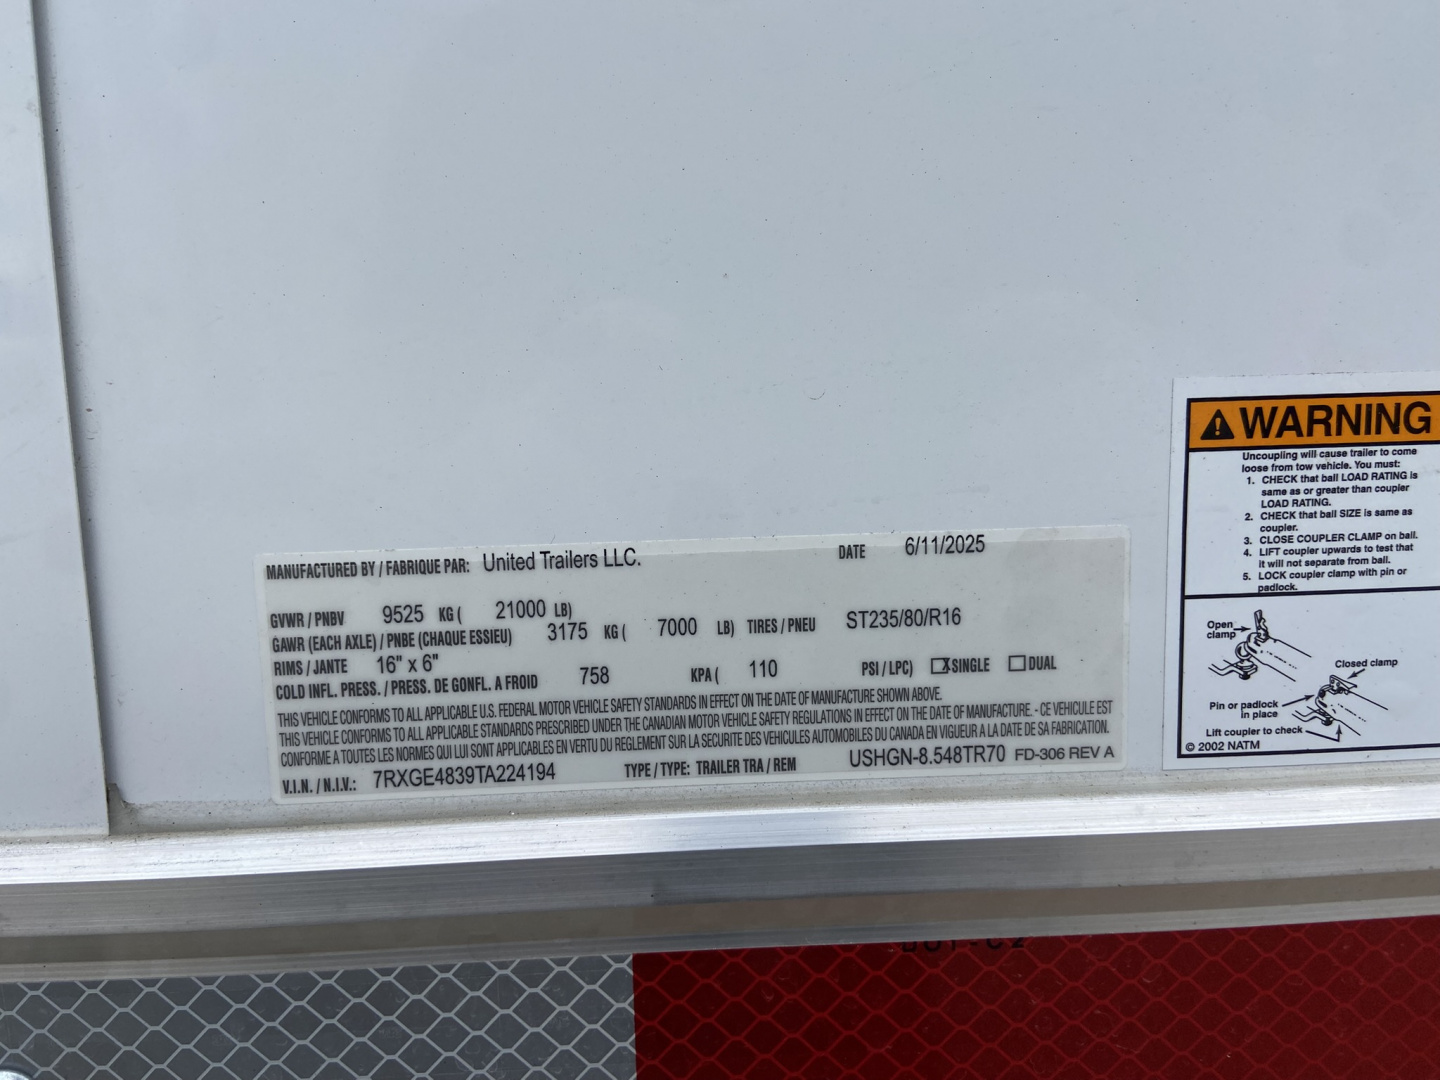 MANUFACTURED BY / FABRIQUE PAR: United Trailers LLC. DATE 6/11/2025
GVWR / PNBV 9525 KG ( 21000 LB)
GAWR (EACH AXLE) / PNBE (CHAQUE ESSIEU) 3175 KG ( 7000 LB) TIRES / PNEU ST235/80/R16
RIMS / JANTE 16" x 6"
COLD INFL. PRESS. / PRESS. DE GONFL. A FROID 758 KPA ( 110 PSI / LPC) X SINGLE DUAL
THIS VEHICLE CONFORMS TO ALL APPLICABLE U.S. FEDERAL MOTOR VEHICLE SAFETY STANDARDS IN EFFECT ON THE DATE OF MANUFACTURE SHOWN ABOVE.
THIS VEHICLE CONFORMS TO ALL APPLICABLE STANDARDS PRESCRIBED UNDER THE CANADIAN MOTOR VEHICLE SAFETY REGULATIONS IN EFFECT ON THE DATE OF MANUFACTURE. - CE VEHICULE EST
CONFORME A TOUTES LES NORMES QUI LUI SONT APPLICABLES EN VERTU DU REGLEMENT SUR LA SECURITE DES VEHICULES AUTOMOBILES DU CANADA EN VIGUEUR A LA DATE DE SA FABRICATION.
V.I.N. / N.I.V.: 7RXGE4839TA224194 TYPE / TYPE: TRAILER TRA / REM USHGN-8.548TR70 FD-306 REV A
WARNING
Uncoupling will cause trailer to come
loose from tow vehicle. You must:
1. CHECK that ball LOAD RATING is
same as or greater than coupler
LOAD RATING.
2. CHECK that ball SIZE is same as
coupler.
3. CLOSE COUPLER CLAMP on ball.
4. LIFT coupler upwards to test that
it will not separate from ball.
5. LOCK coupler clamp with pin or
padlock.
Open
clamp
Closed clamp
Pin or padlock
in place
Lift coupler to check
© 2002 NATM
DOT-C2